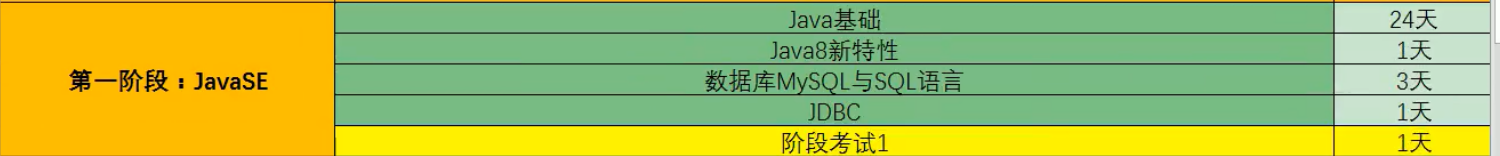 第一阶段：JavaSE
Java基础 24天
Java8新特性 1天
数据库MySQL与SQL语言 3天
JDBC 1天
阶段考试1 1天